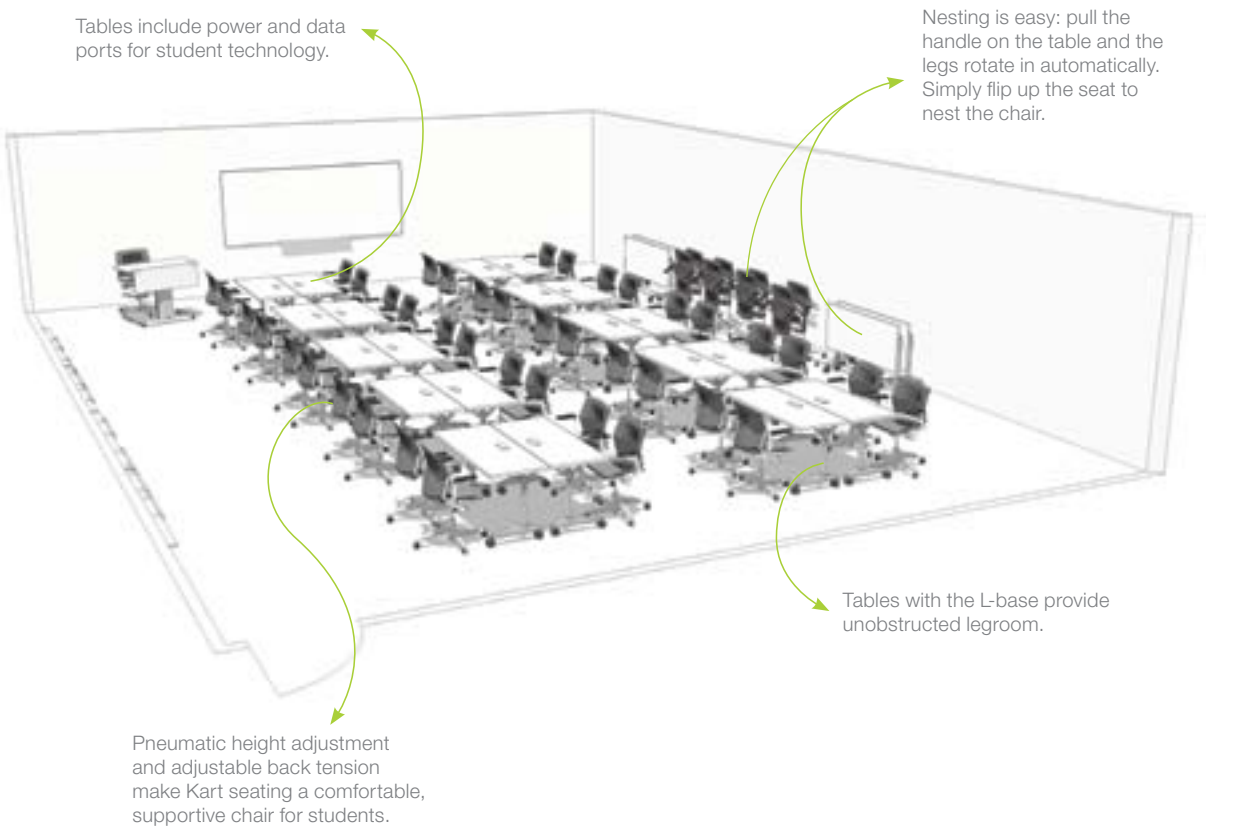 Tables include power and data
ports for student technology.
Nesting is easy: pull the
handle on the table and the
legs rotate in automatically.
Simply flip up the seat to
nest the chair.
Tables with the L-base provide
unobstructed legroom.
Pneumatic height adjustment
and adjustable back tension
make Kart seating a comfortable,
supportive chair for students.